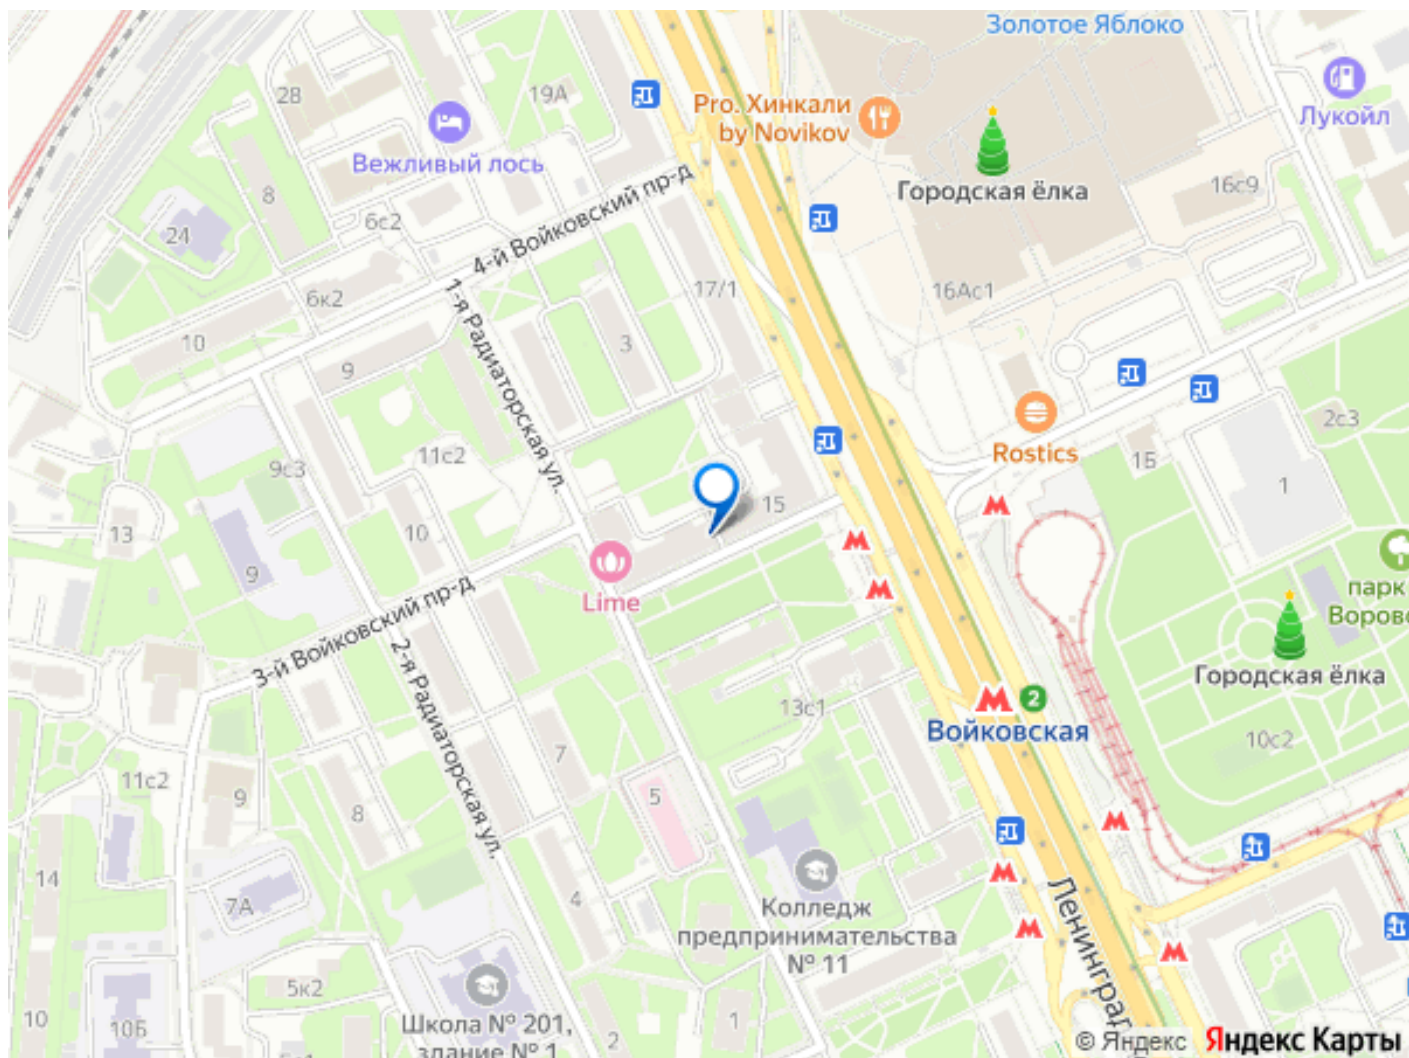 Золотое Яблоко
28
19А
Pro. Хинкали
by Novikov
Лукойл
Вежливый лось
Городская ёлка
16с9
8
6с2
24
4-й Войковский пр-д
17/1
16Ас1
6к2
1-я Радиаторская ул.
10
3
9
2с3
Rostics
11с2
9с3
1Б
1
15
13
10
9
Lime
парк
Воровс
3-й Войковский пр-д
2-я Радиаторская ул.
Городская ёлка
2
Войковская
13с1
10с2
7
11с2
9
5
8
14
7А
4
Колледж
предпринимательства
№ 11
Ленинград
5к2
10
10Б
Школа № 201,
здание № 1
2
1
© Яндекс Яндекс Карты